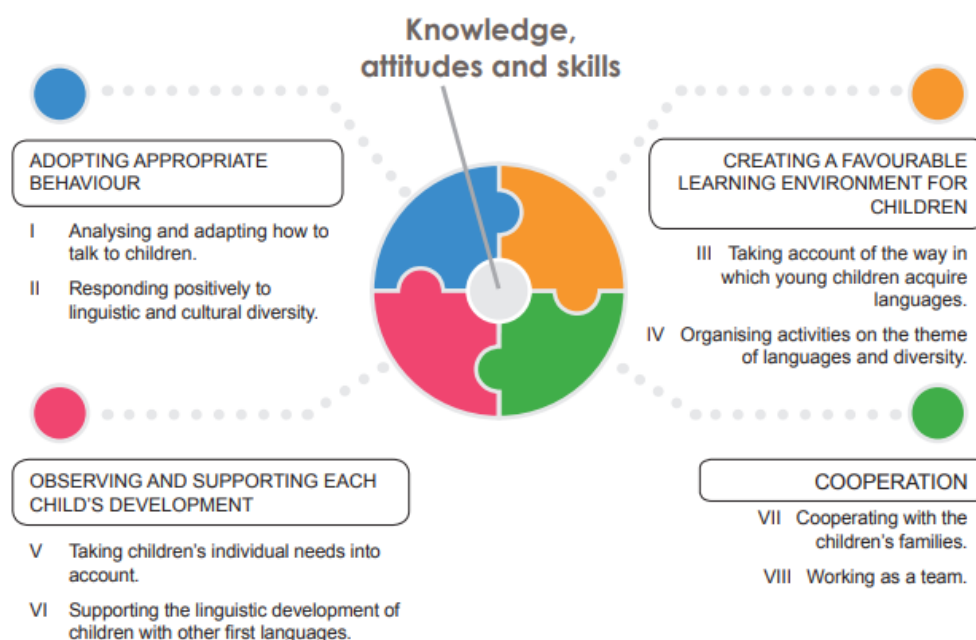 Knowledge,
attitudes and skills
ADOPTING APPROPRIATE
BEHAVIOUR
I Analysing and adapting how to
talk to children.
II Responding positively to
linguistic and cultural diversity.
CREATING A FAVOURABLE
LEARNING ENVIRONMENT FOR
CHILDREN
III Taking account of the way in
which young children acquire
languages.
IV Organising activities on the theme
of languages and diversity.
OBSERVING AND SUPPORTING EACH
CHILD'S DEVELOPMENT
V Taking children's individual needs into
account.
VI Supporting the linguistic development of
children with other first languages.
COOPERATION
VII Cooperating with the
children's families.
VIII Working as a team.